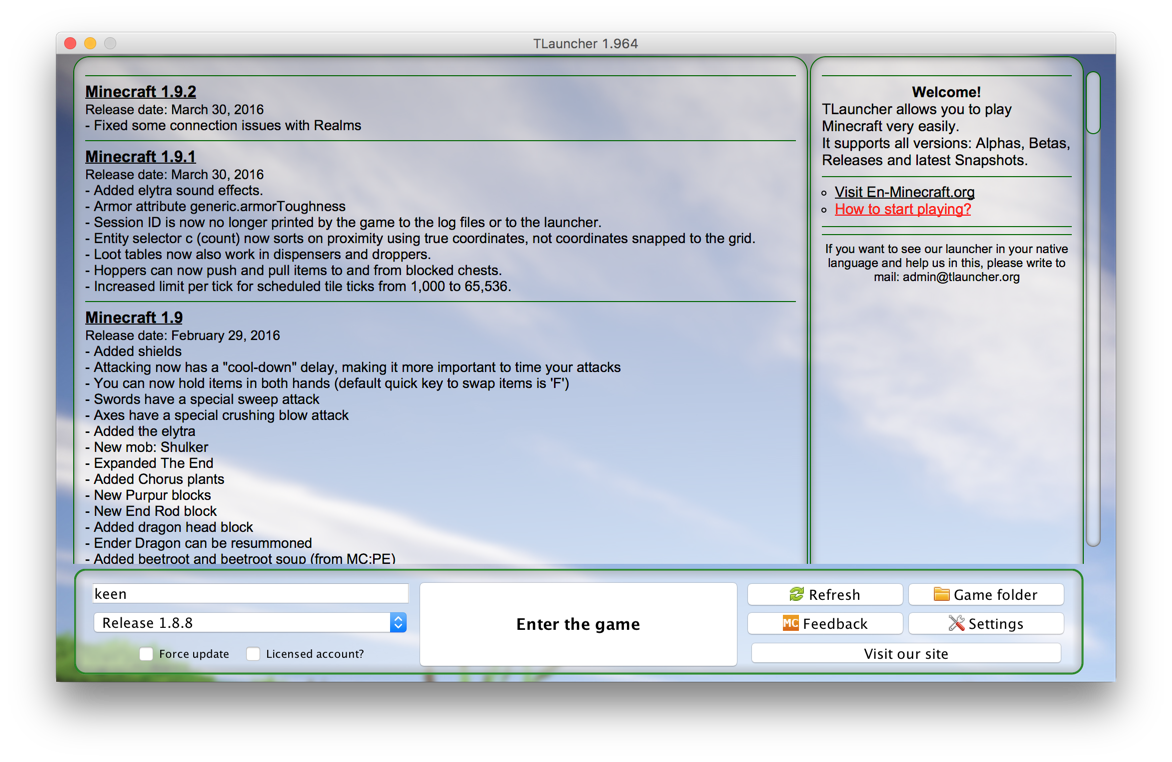 TLauncher 1.964
Minecraft 1.9.2
Release date: March 30, 2016
- Fixed some connection issues with Realms
Minecraft 1.9.1
Release date: March 30, 2016
- Added elytra sound effects.
- Armor attribute generic.armorToughness
- Session ID is now no longer printed by the game to the log files or to the launcher.
- Entity selector c (count) now sorts on proximity using true coordinates, not coordinates snapped to the grid.
- Loot tables now also work in dispensers and droppers.
- Hoppers can now push and pull items to and from blocked chests.
- Increased limit per tick for scheduled tile ticks from 1,000 to 65,536.
Minecraft 1.9
Release date: February 29, 2016
- Added shields
- Attacking now has a "cool-down" delay, making it more important to time your attacks
- You can now hold items in both hands (default quick key to swap items is 'F')
- Swords have a special sweep attack
- Axes have a special crushing blow attack
- Added the elytra
- New mob: Shulker
- Expanded The End
- Added Chorus plants
- New Purpur blocks
- New End Rod block
- Added dragon head block
- Ender Dragon can be resummoned
- Added beetroot and beetroot soup (from MC:PE)
Welcome!
TLauncher allows you to play
Minecraft very easily.
It supports all versions: Alphas, Betas,
Releases and latest Snapshots.
Visit En-Minecraft.org
How to start playing?
If you want to see our launcher in your native
language and help us in this, please write to
mail: admin@tlauncher.org
keen
Release 1.8.8
Force update
Licensed account?
Enter the game
Refresh
Game folder
MC Feedback
Settings
Visit our site